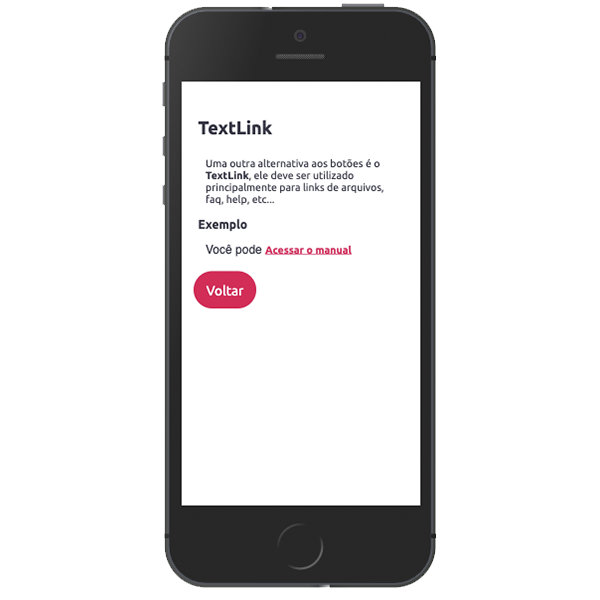 TextLink
Uma outra alternativa aos botões é o
TextLink, ele deve ser utilizado
principalmente para links de arquivos,
faq, help, etc...
Exemplo
Você pode Acessar o manual
Voltar